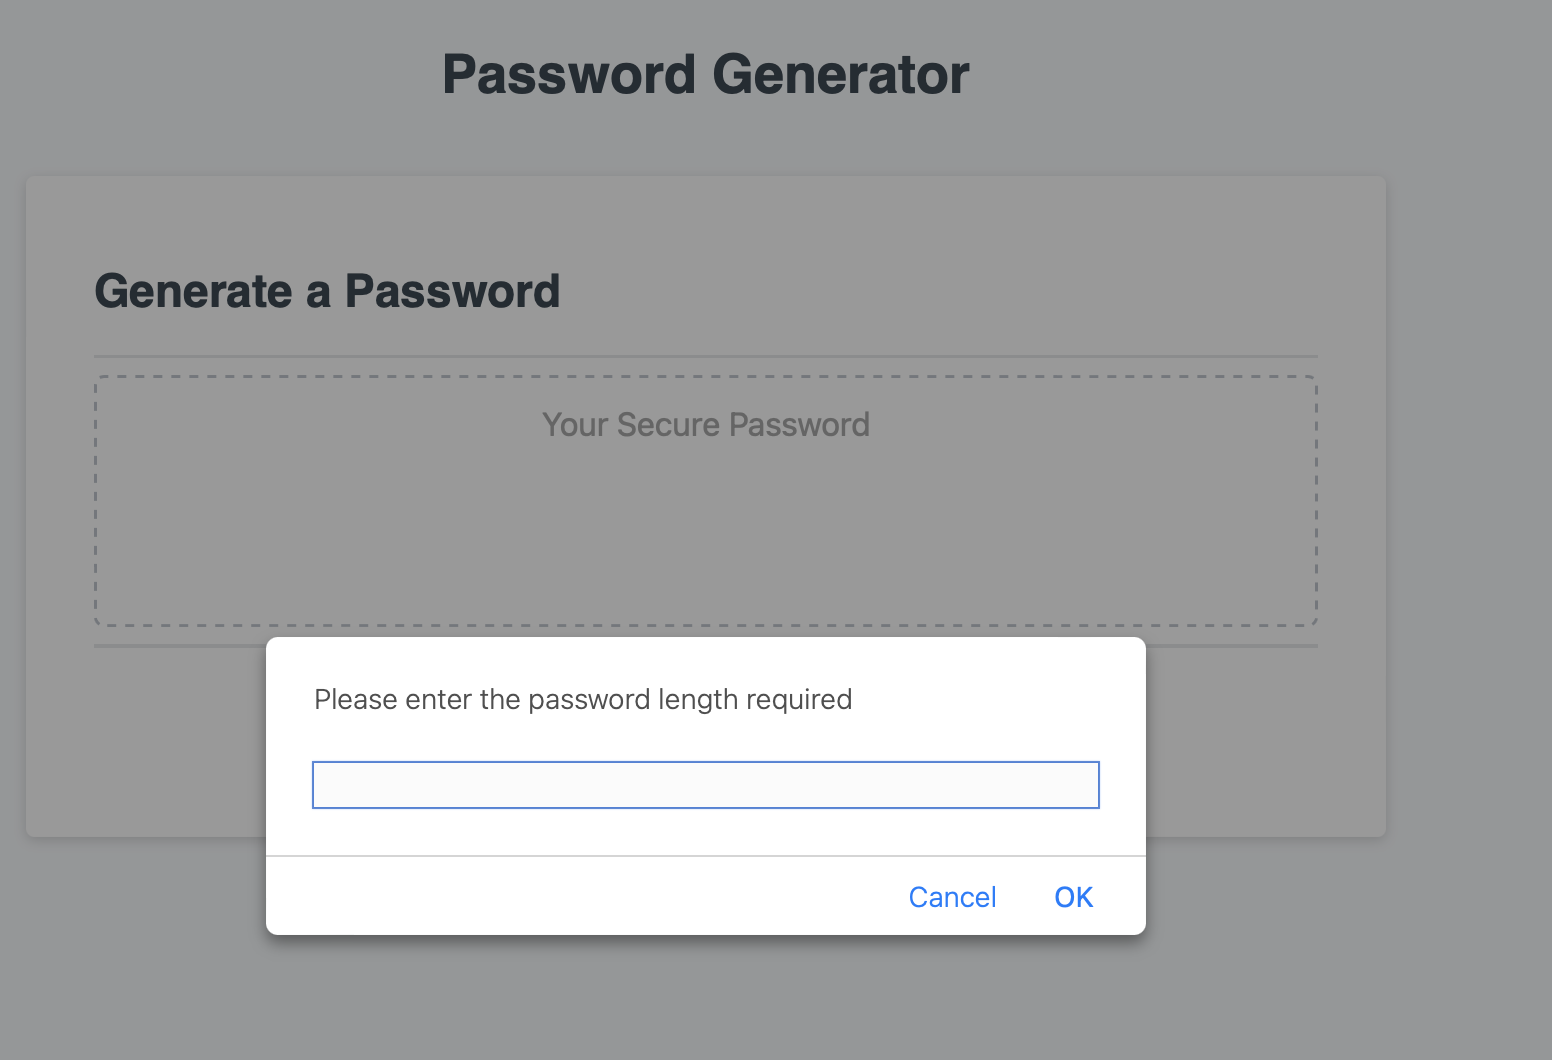 Password Generator
Generate a Password
Your Secure Password
Please enter the password length required
Cancel OK